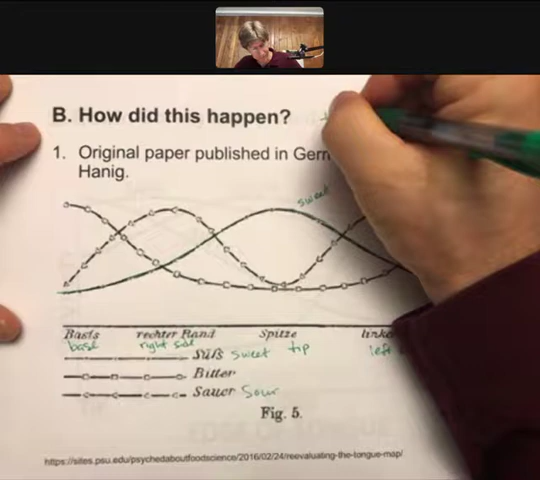 B. How did this happen?
1. Original paper published in Germ
Hanig.
sweet
Basis rechter Rand Spitze linke
base right side tip left
Süß sweet
Bitter
Sauer Sour
Fig. 5.
https://sites.psu.edu/psychedaboutfoodscience/2016/02/24/reevaluating-the-tongue-map/